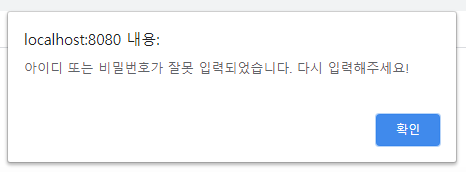 localhost:8080 내용:
아이디 또는 비밀번호가 잘못 입력되었습니다. 다시 입력해주세요!
확인